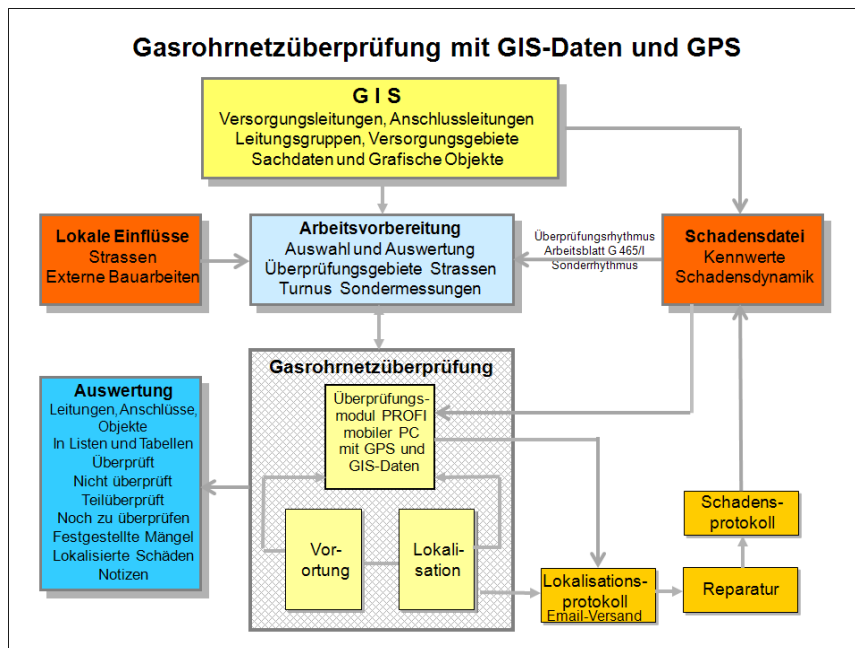 Gasrohrnetzüberprüfung mit GIS-Daten und GPS
G I S
Versorgungsleitungen, Anschlussleitungen
Leitungsgruppen, Versorgungsgebiete
Sachdaten und Grafische Objekte
Lokale Einflüsse
Strassen
Externe Bauarbeiten
Arbeitsvorbereitung
Auswahl und Auswertung
Überprüfungsgebiete Strassen
Turnus Sondermessungen
Überprüfungsrhythmus
Arbeitsblatt G 465/I
Sonderrhythmus
Schadensdatei
Kennwerte
Schadensdynamik
Auswertung
Leitungen, Anschlüsse,
Objekte
In Listen und Tabellen
Überprüft
Nicht überprüft
Teilüberprüft
Noch zu überprüfen
Festgestellte Mängel
Lokalisierte Schäden
Notizen
Gasrohrnetzüberprüfung
Überprüfungs-
modul PROFI
mobiler PC
mit GPS und
GIS-Daten
Vor-
ortung
Lokali-
sation
Lokalisations-
protokoll
Email-Versand
Reparatur
Schadens-
protokoll